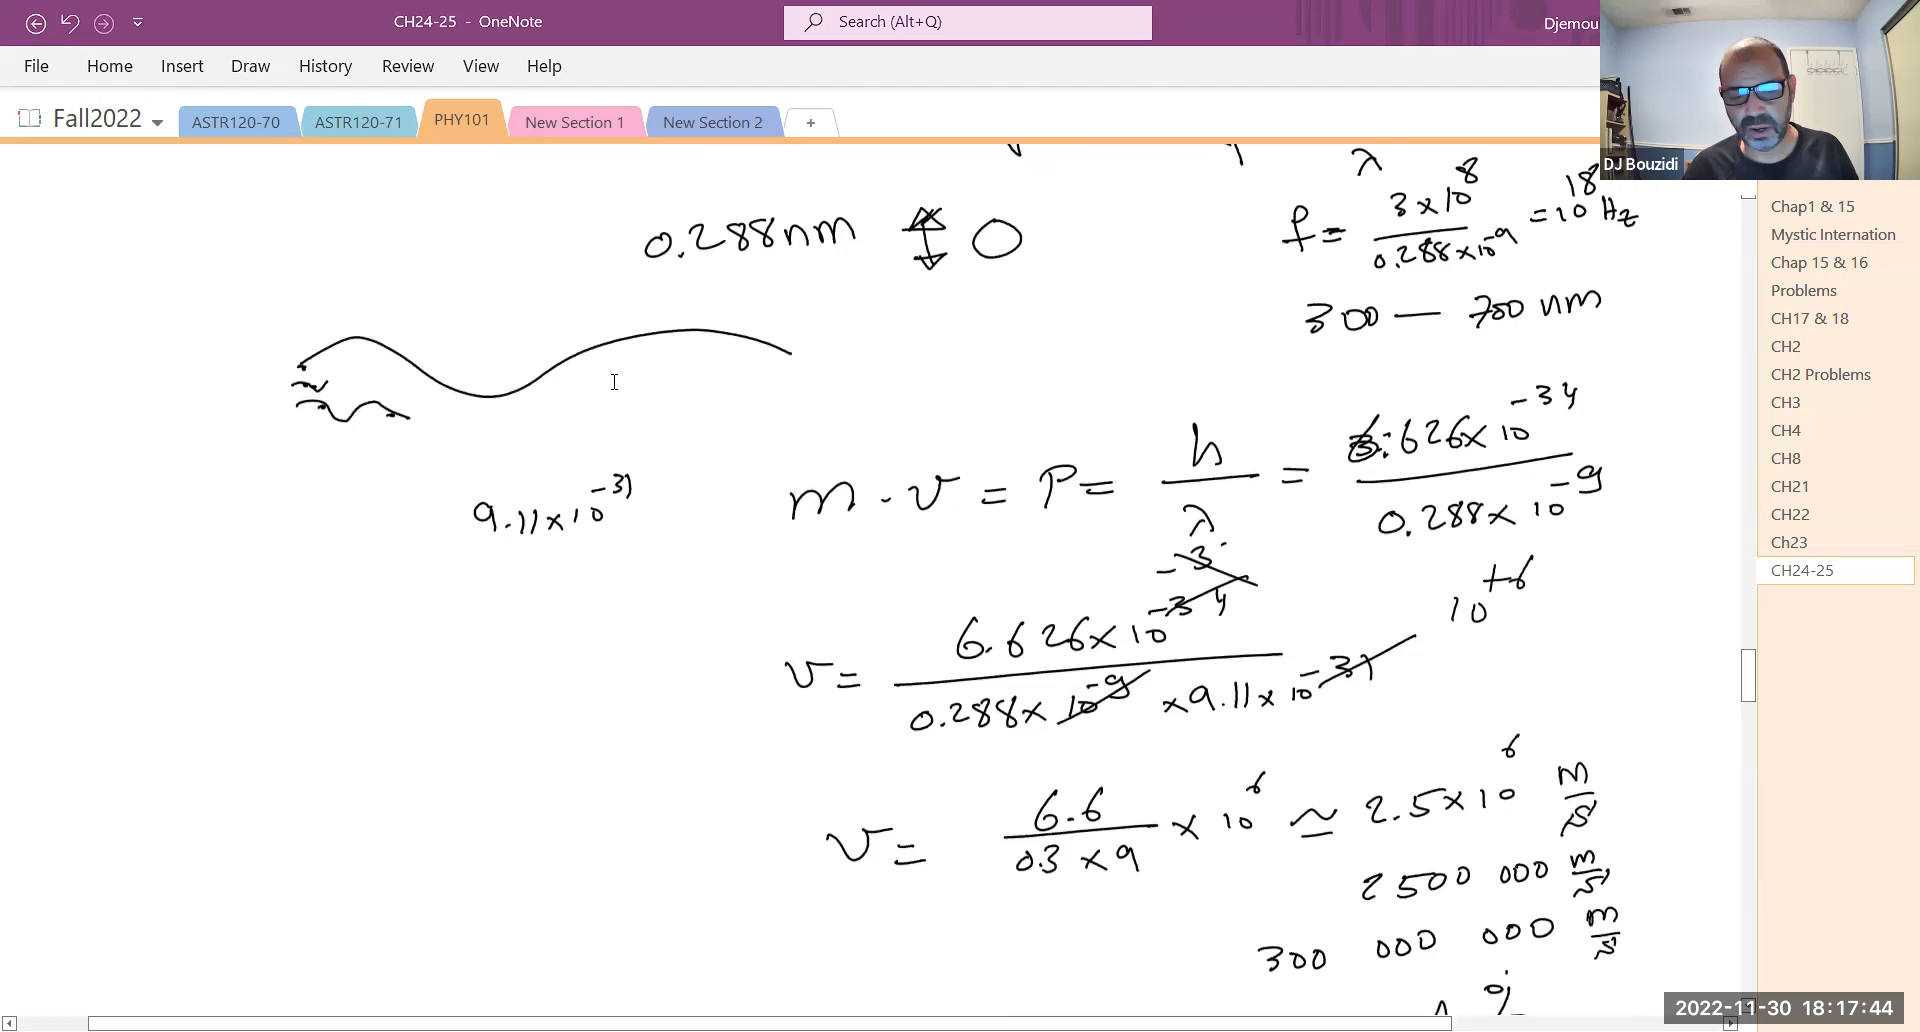 CH24-25 - OneNote
Search (Alt+Q)
Djemou
File Home Insert Draw History Review View Help
Fall2022 ASTR120-70 ASTR120-71 PHY101 New Section 1 New Section 2 +
DJ Bouzidi
λ
0.288nm
f = 3 x 10^8 / 0.288 x 10^-9 = 10^18 Hz
300 — 700 nm
9.11 x 10^-31
m · v = P = h / λ = 6.626 x 10^-34 / 0.288 x 10^-9
10^+6
v = 6.626 x 10^-34 / 0.288 x 10^-9 x 9.11 x 10^-31
v = 6.6 / 0.3 x 9 x 10^6 ≃ 2.5 x 10^6 m/s
2 500 000 m/s
300 000 000 m/s
Chap1 & 15
Mystic Internation
Chap 15 & 16
Problems
CH17 & 18
CH2
CH2 Problems
CH3
CH4
CH8
CH21
CH22
Ch23
CH24-25
2022-11-30 18:17:44